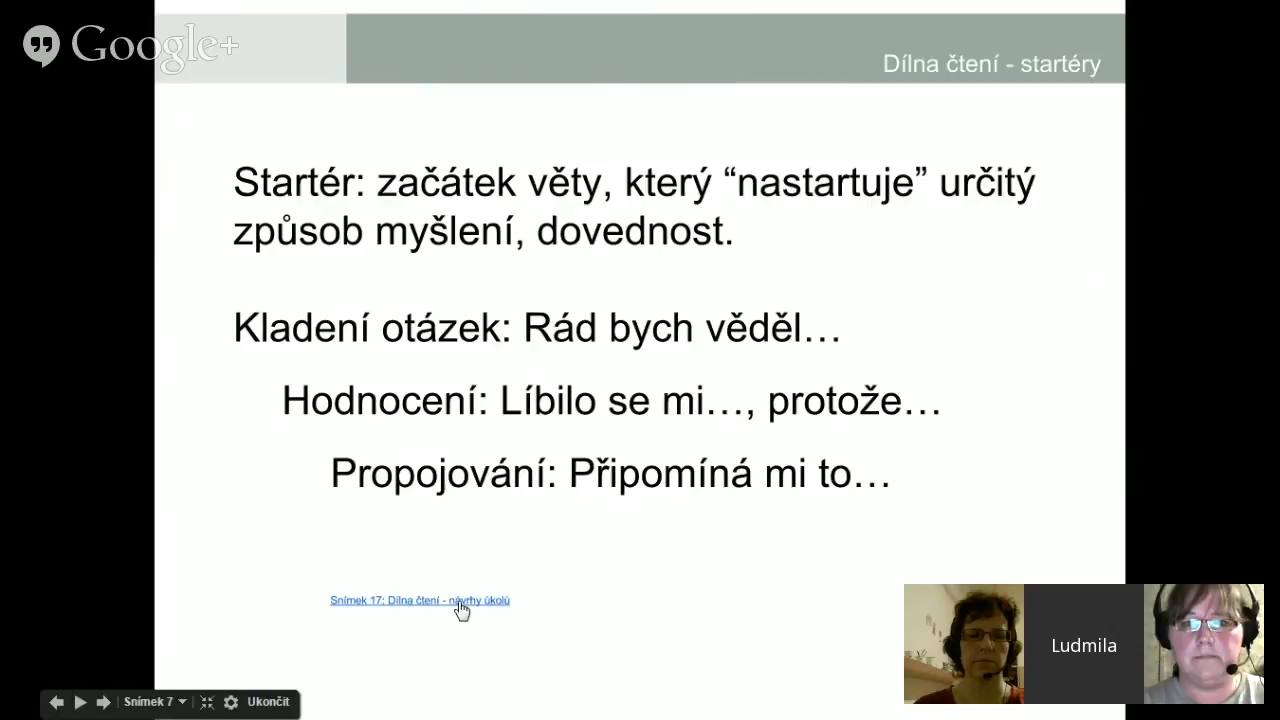 Google+
Dílna čtení - startéry
Startér: začátek věty, který “nastartuje” určitý
způsob myšlení, dovednost.
Kladení otázek: Rád bych věděl…
Hodnocení: Líbilo se mi…, protože…
Propojování: Připomíná mi to…
Snímek 17: Dílna čtení - návrhy úkolů
Ludmila
Snímek 7
Ukončit